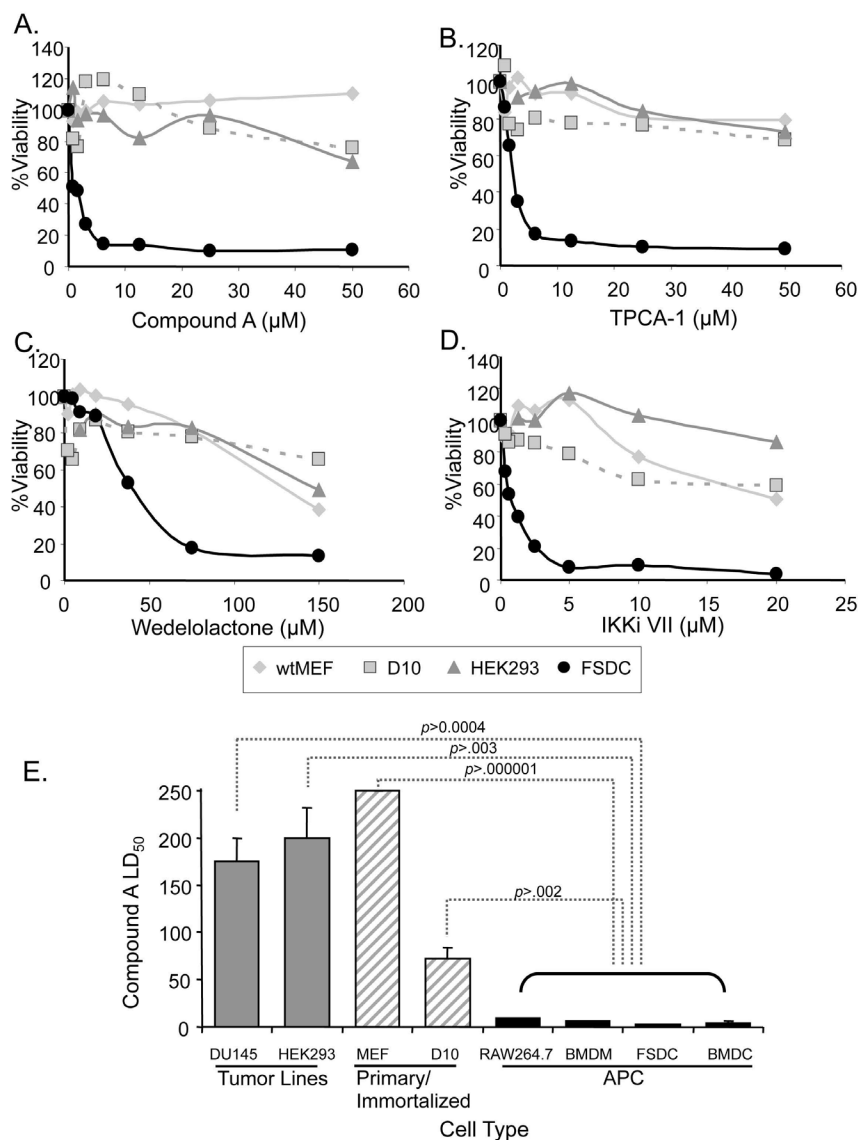 A.
140
120
100
80
60
40
20
0
%Viability
0 10 20 30 40 50 60
Compound A (µM)
B.
120
100
80
60
40
20
0
%Viability
0 10 20 30 40 50 60
TPCA-1 (µM)
C.
120
100
80
60
40
20
0
%Viability
0 50 100 150 200
Wedelolactone (µM)
D.
140
120
100
80
60
40
20
0
%Viability
0 5 10 15 20 25
IKKi VII (µM)
wtMEF D10 HEK293 FSDC
E.
p>0.0004
p>.003
p>.000001
p>.002
250
200
150
100
50
0
Compound A LD50
DU145 HEK293 MEF D10 RAW264.7 BMDM FSDC BMDC
Tumor Lines Primary/ APC
Immortalized
Cell Type